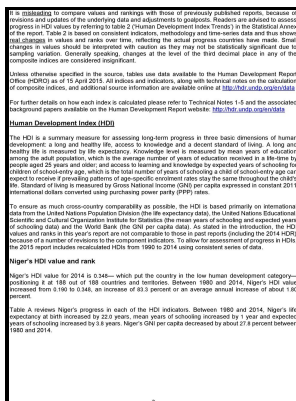 It is misleading to compare values and rankings with those of previously published reports, because of
revisions and updates of the underlying data and adjustments to goalposts. Readers are advised to assess
progress in HDI values by referring to table 2 ('Human Development Index Trends') in the Statistical Annex
of the report. Table 2 is based on consistent indicators, methodology and time-series data and thus shows
real changes in values and ranks over time, reflecting the actual progress countries have made. Small
changes in values should be interpreted with caution as they may not be statistically significant due to
sampling variation. Generally speaking, changes at the level of the third decimal place in any of the
composite indices are considered insignificant.
Unless otherwise specified in the source, tables use data available to the Human Development Report
Office (HDRO) as of 15 April 2015. All indices and indicators, along with technical notes on the calculation
of composite indices, and additional source information are available online at http://hdr.undp.org/en/data
For further details on how each index is calculated please refer to Technical Notes 1-5 and the associated
background papers available on the Human Development Report website: http://hdr.undp.org/en/data
Human Development Index (HDI)
The HDI is a summary measure for assessing long-term progress in three basic dimensions of human
development: a long and healthy life, access to knowledge and a decent standard of living. A long and
healthy life is measured by life expectancy. Knowledge level is measured by mean years of education
among the adult population, which is the average number of years of education received in a life-time by
people aged 25 years and older; and access to learning and knowledge by expected years of schooling for
children of school-entry age, which is the total number of years of schooling a child of school-entry age can
expect to receive if prevailing patterns of age-specific enrolment rates stay the same throughout the child's
life. Standard of living is measured by Gross National Income (GNI) per capita expressed in constant 2011
international dollars converted using purchasing power parity (PPP) rates.
To ensure as much cross-country comparability as possible, the HDI is based primarily on international
data from the United Nations Population Division (the life expectancy data), the United Nations Educational,
Scientific and Cultural Organization Institute for Statistics (the mean years of schooling and expected years
of schooling data) and the World Bank (the GNI per capita data). As stated in the introduction, the HDI
values and ranks in this year's report are not comparable to those in past reports (including the 2014 HDR)
because of a number of revisions to the component indicators. To allow for assessment of progress in HDIs,
the 2015 report includes recalculated HDIs from 1990 to 2014 using consistent series of data.
Niger's HDI value and rank
Niger's HDI value for 2014 is 0.348— which put the country in the low human development category—
positioning it at 188 out of 188 countries and territories. Between 1980 and 2014, Niger's HDI value
increased from 0.190 to 0.348, an increase of 83.3 percent or an average annual increase of about 1.80
percent.
Table A reviews Niger's progress in each of the HDI indicators. Between 1980 and 2014, Niger's life
expectancy at birth increased by 22.0 years, mean years of schooling increased by 1 year and expected
years of schooling increased by 3.8 years. Niger's GNI per capita decreased by about 27.8 percent between
1980 and 2014.